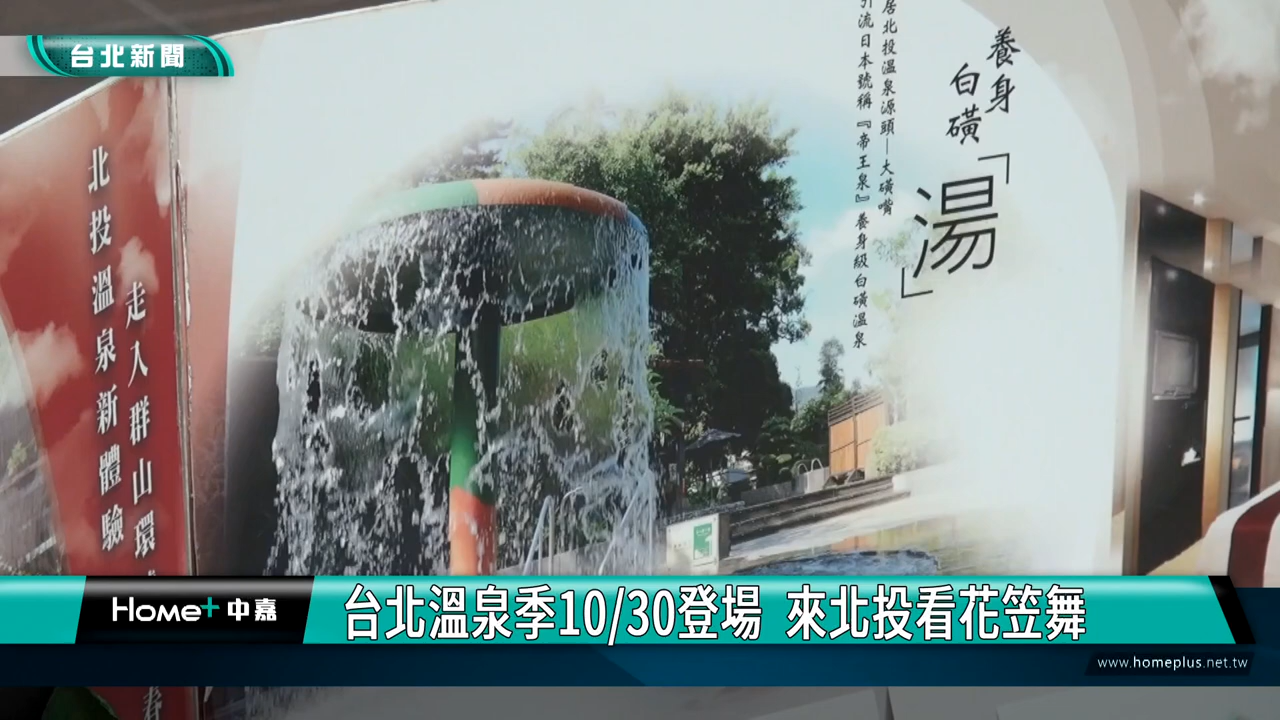 台北新聞
養身
白磺
「湯」
居北投溫泉源頭—大磺嘴
引流日本號稱『帝王泉』養身級白磺溫泉
北投溫泉新體驗
走入群山環
壽
Home+中嘉
台北溫泉季10/30登場 來北投看花笠舞
www.homeplus.net.tw